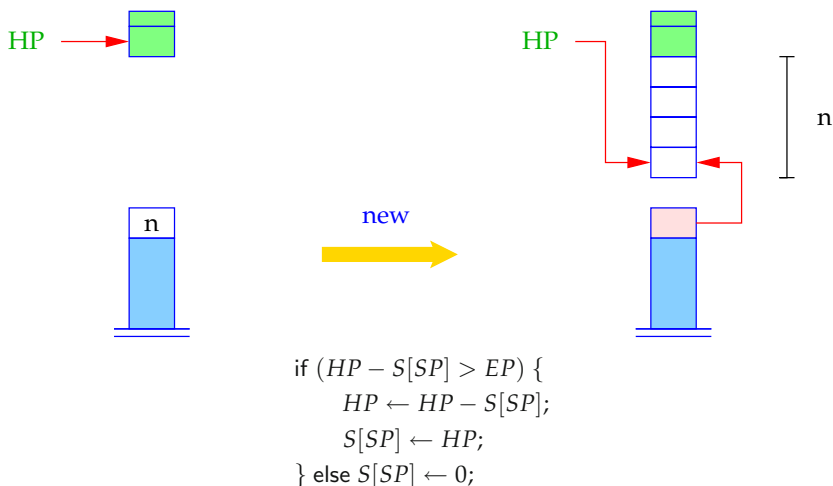 HP
HP
n
n
new
if (HP − S[SP] > EP) {
HP ← HP − S[SP];
S[SP] ← HP;
} else S[SP] ← 0;